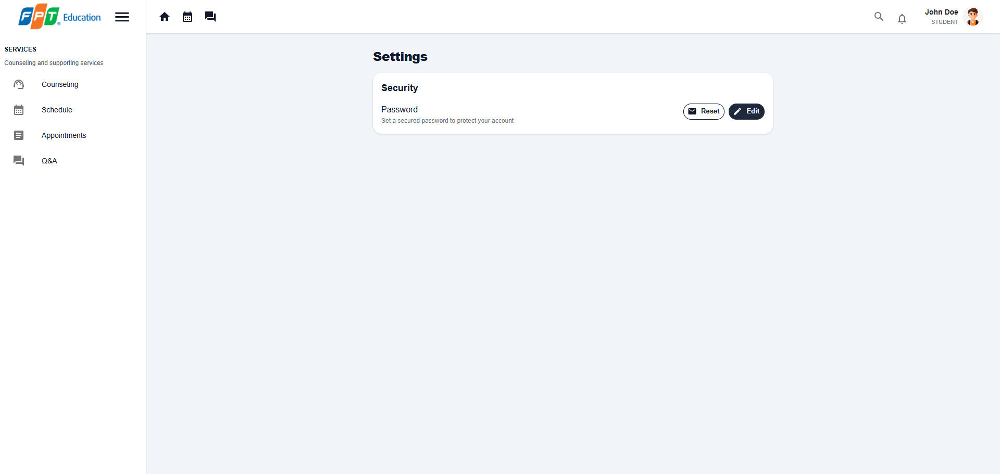 FPT Education
John Doe
STUDENT
SERVICES
Counseling and supporting services
Counseling
Schedule
Appointments
Q&A
Settings
Security
Password
Set a secured password to protect your account
Reset
Edit